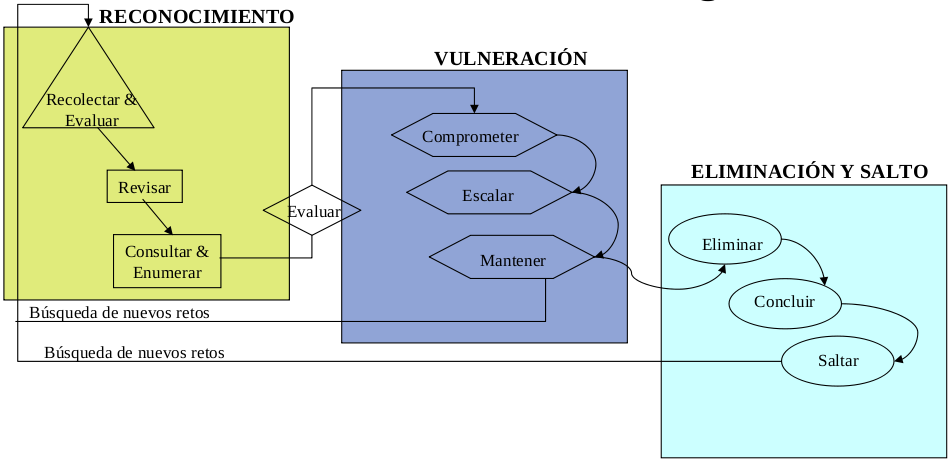 RECONOCIMIENTO
Recolectar &
Evaluar
Revisar
Consultar &
Enumerar
Evaluar
VULNERACIÓN
Comprometer
Escalar
Mantener
ELIMINACIÓN Y SALTO
Eliminar
Concluir
Saltar
Búsqueda de nuevos retos
Búsqueda de nuevos retos